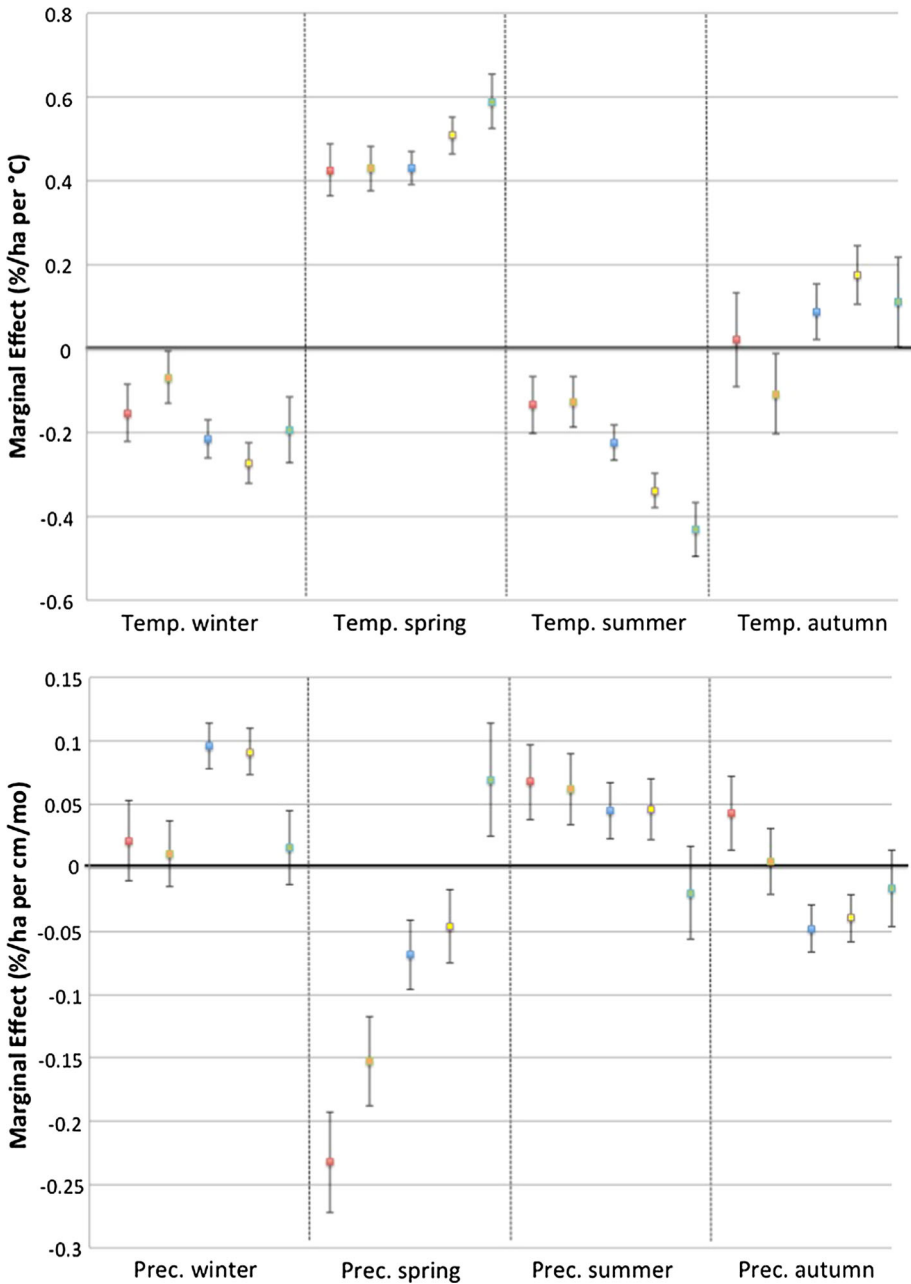 Marginal Effect (%/ha per °C)
0.8
0.6
0.4
0.2
0
-0.2
-0.4
-0.6
Temp. winter
Temp. spring
Temp. summer
Temp. autumn
Marginal Effect (%/ha per cm/mo)
0.15
0.1
0.05
0
-0.05
-0.1
-0.15
-0.2
-0.25
-0.3
Prec. winter
Prec. spring
Prec. summer
Prec. autumn